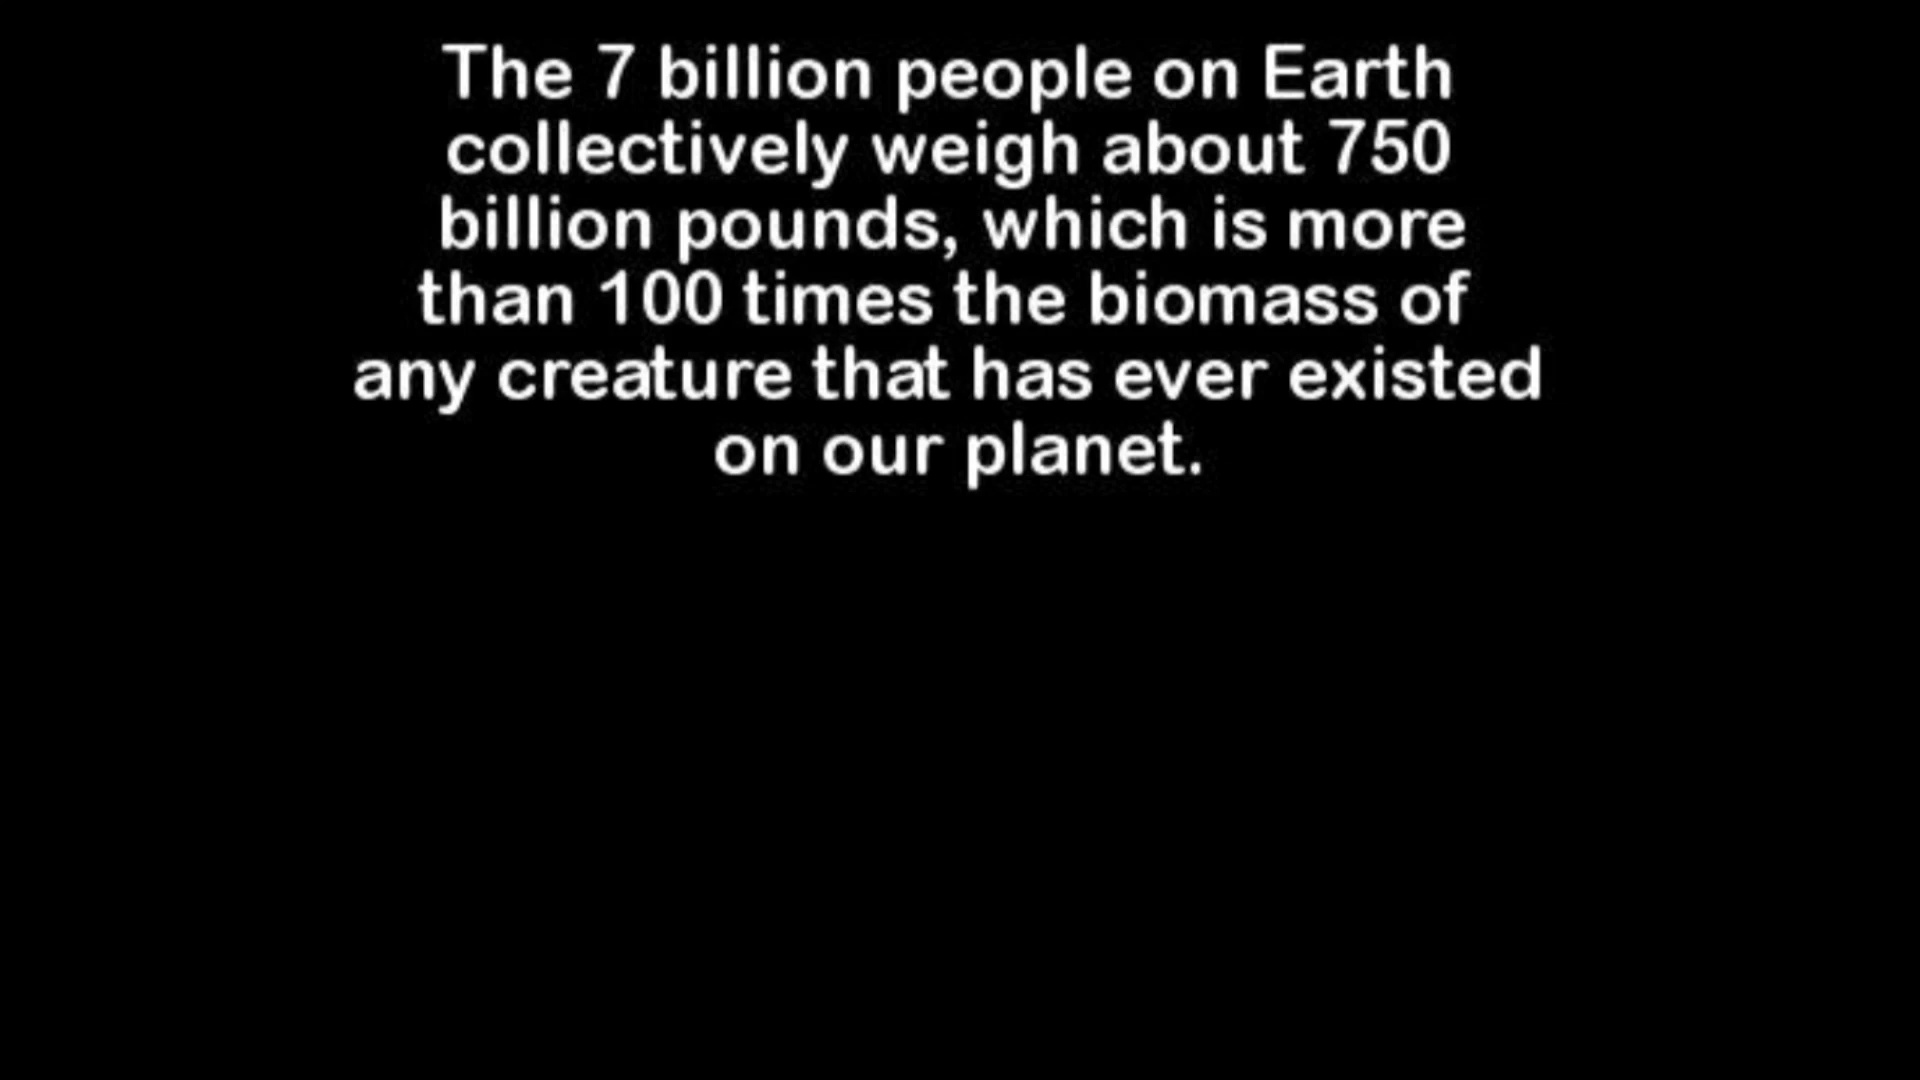 The 7 billion people on Earth
collectively weigh about 750
billion pounds, which is more
than 100 times the biomass of
any creature that has ever existed
on our planet.